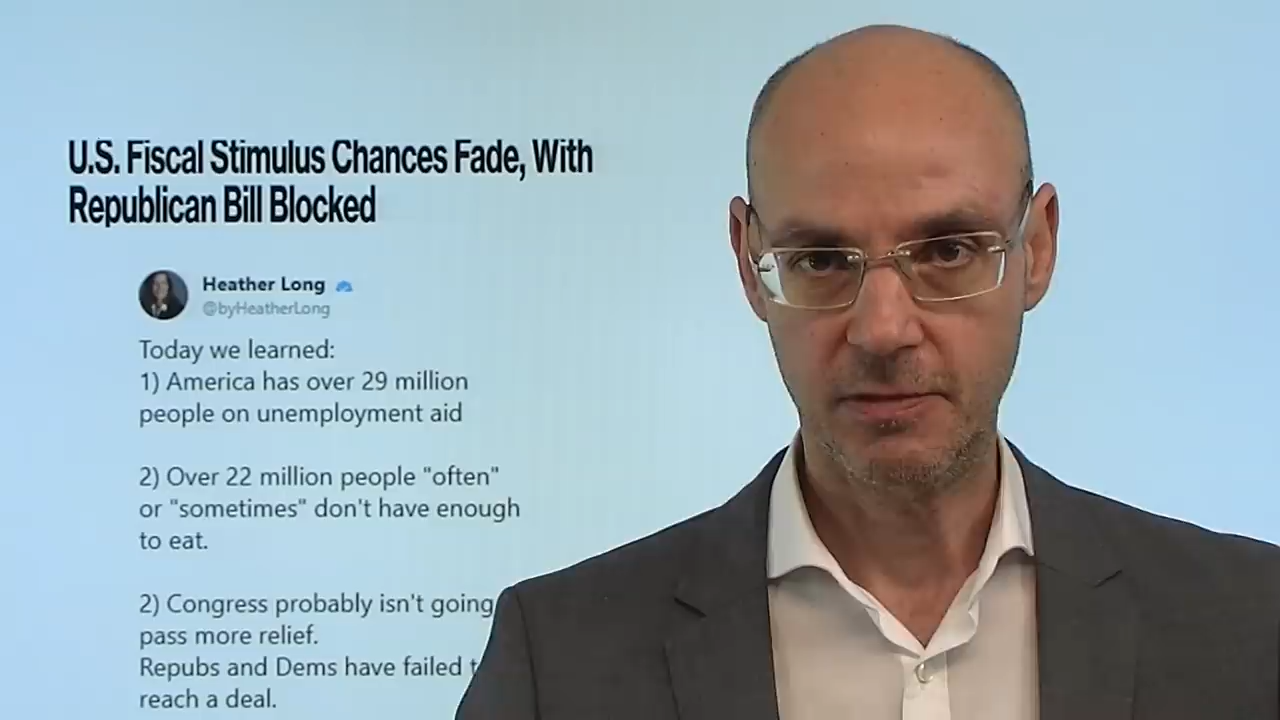 U.S. Fiscal Stimulus Chances Fade, With
Republican Bill Blocked
Heather Long
@byHeatherLong
Today we learned:
1) America has over 29 million
people on unemployment aid
2) Over 22 million people "often"
or "sometimes" don't have enough
to eat.
2) Congress probably isn't going
pass more relief.
Repubs and Dems have failed
reach a deal.